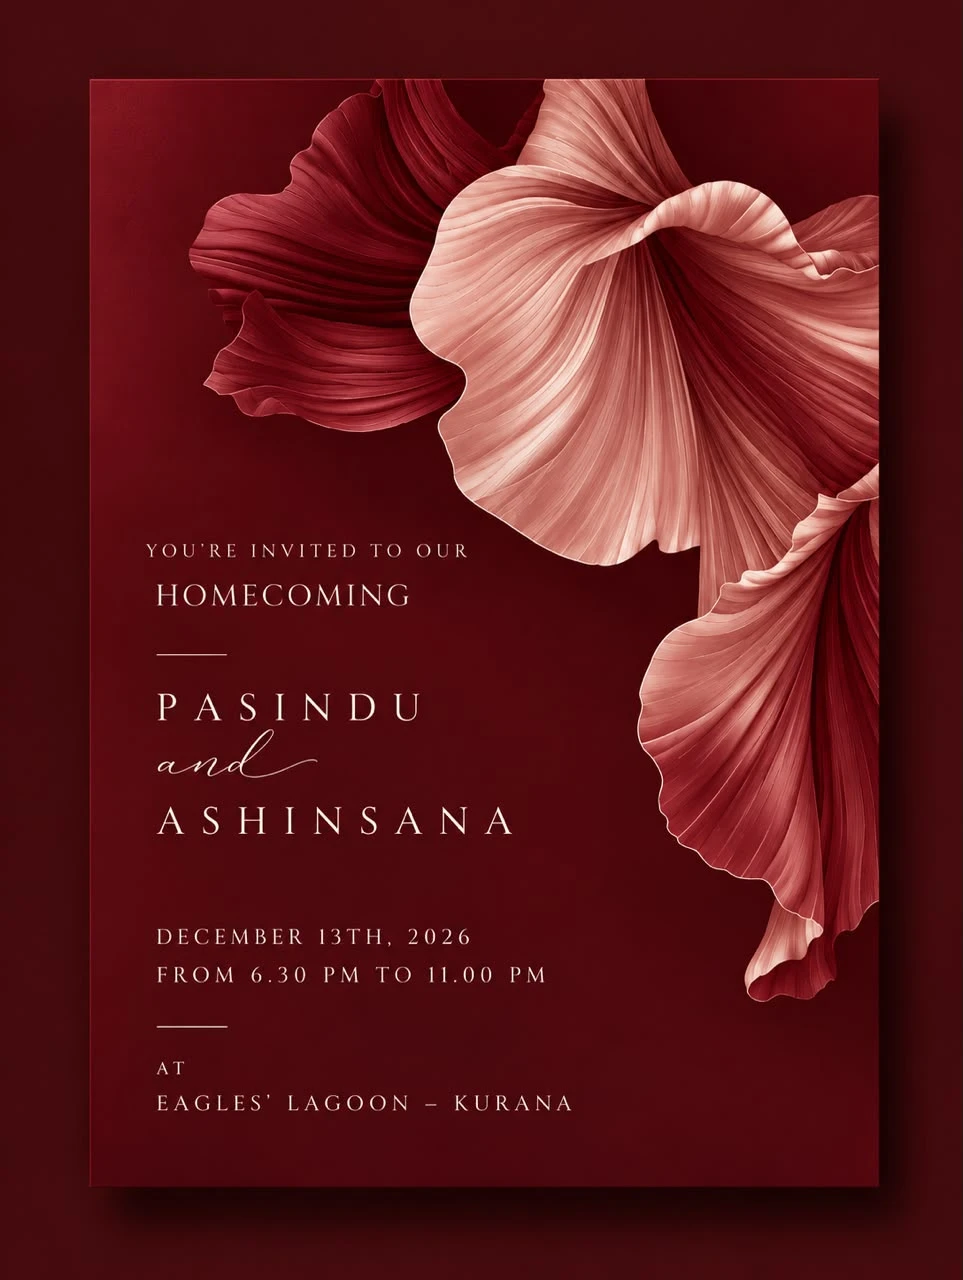 YOU'RE INVITED TO OUR
HOMECOMING
PASINDU
and
ASHINSANA
DECEMBER 13TH, 2026
FROM 6.30 PM TO 11.00 PM
AT
EAGLES' LAGOON – KURANA